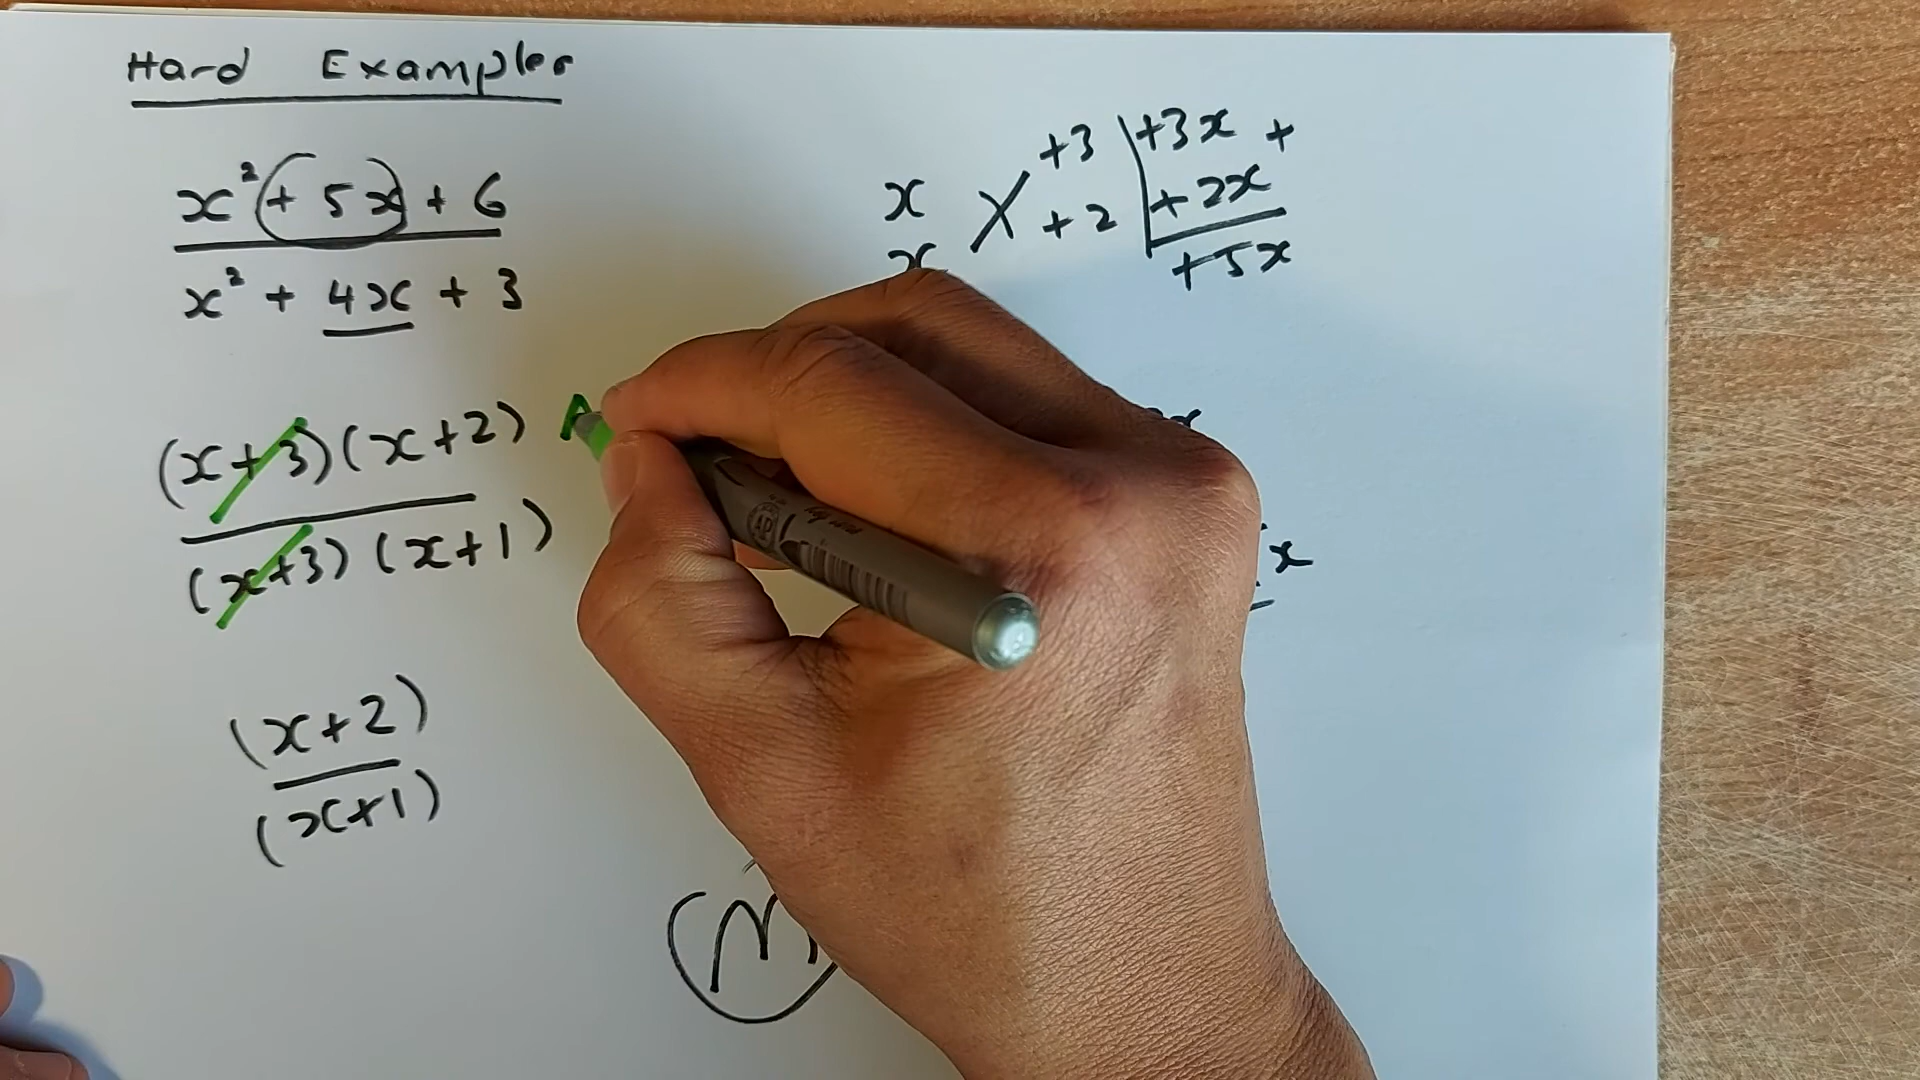 Hard Examples
x² + 5x + 6
x² + 4x + 3
(x+3)(x+2)
(x+3)(x+1)
(x+2)
(x+1)
x +3 +3x +
x +2 +2x
+5x
x
M
AP